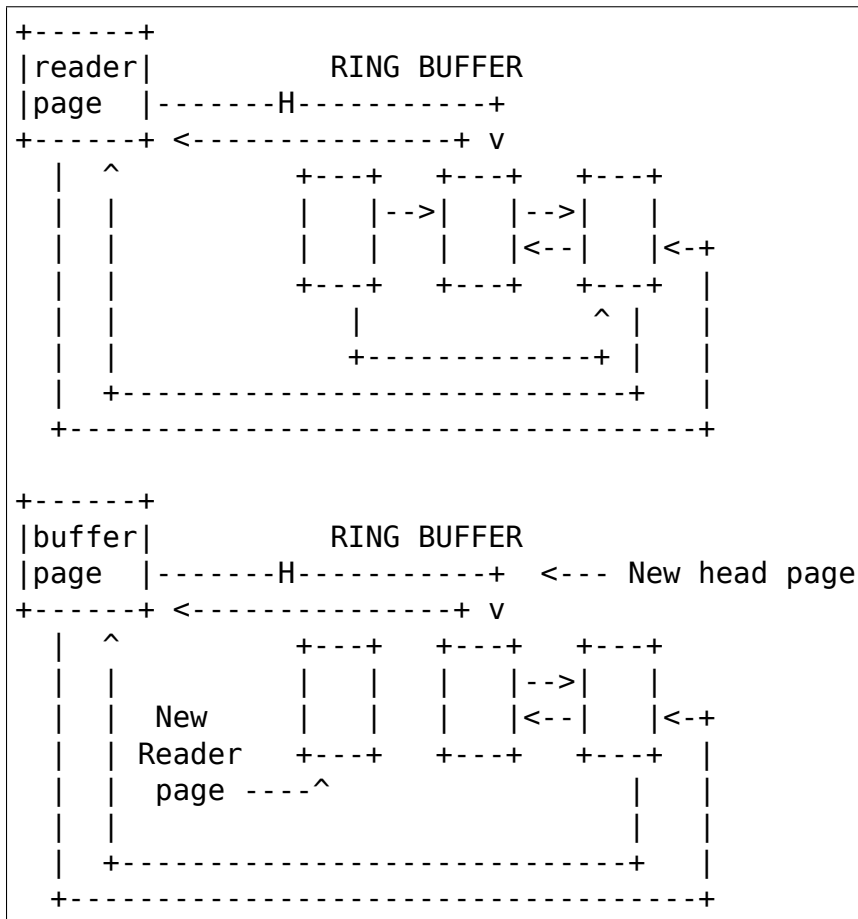 +------+
|reader|          RING BUFFER
|page  |-------H-----------+
+------+ <---------------+ v
  |  ^          +---+   +---+   +---+
  |  |          |   |-->|   |-->|   |
  |  |          |   |   |   |<--|   |<-+
  |  |          +---+   +---+   +---+  |
  |  |             |             ^ |   |
  |  |             +-------------+ |   |
  |  +-----------------------------+   |
  +------------------------------------+
+------+
|buffer|          RING BUFFER
|page  |-------H-----------+  <--- New head page
+------+ <---------------+ v
  |  ^          +---+   +---+   +---+
  |  |          |   |   |   |-->|   |
  |  |  New     |   |   |   |<--|   |<-+
  |  | Reader   +---+   +---+   +---+  |
  |  |  page ----^                 |   |
  |  |                             |   |
  |  +-----------------------------+   |
  +------------------------------------+